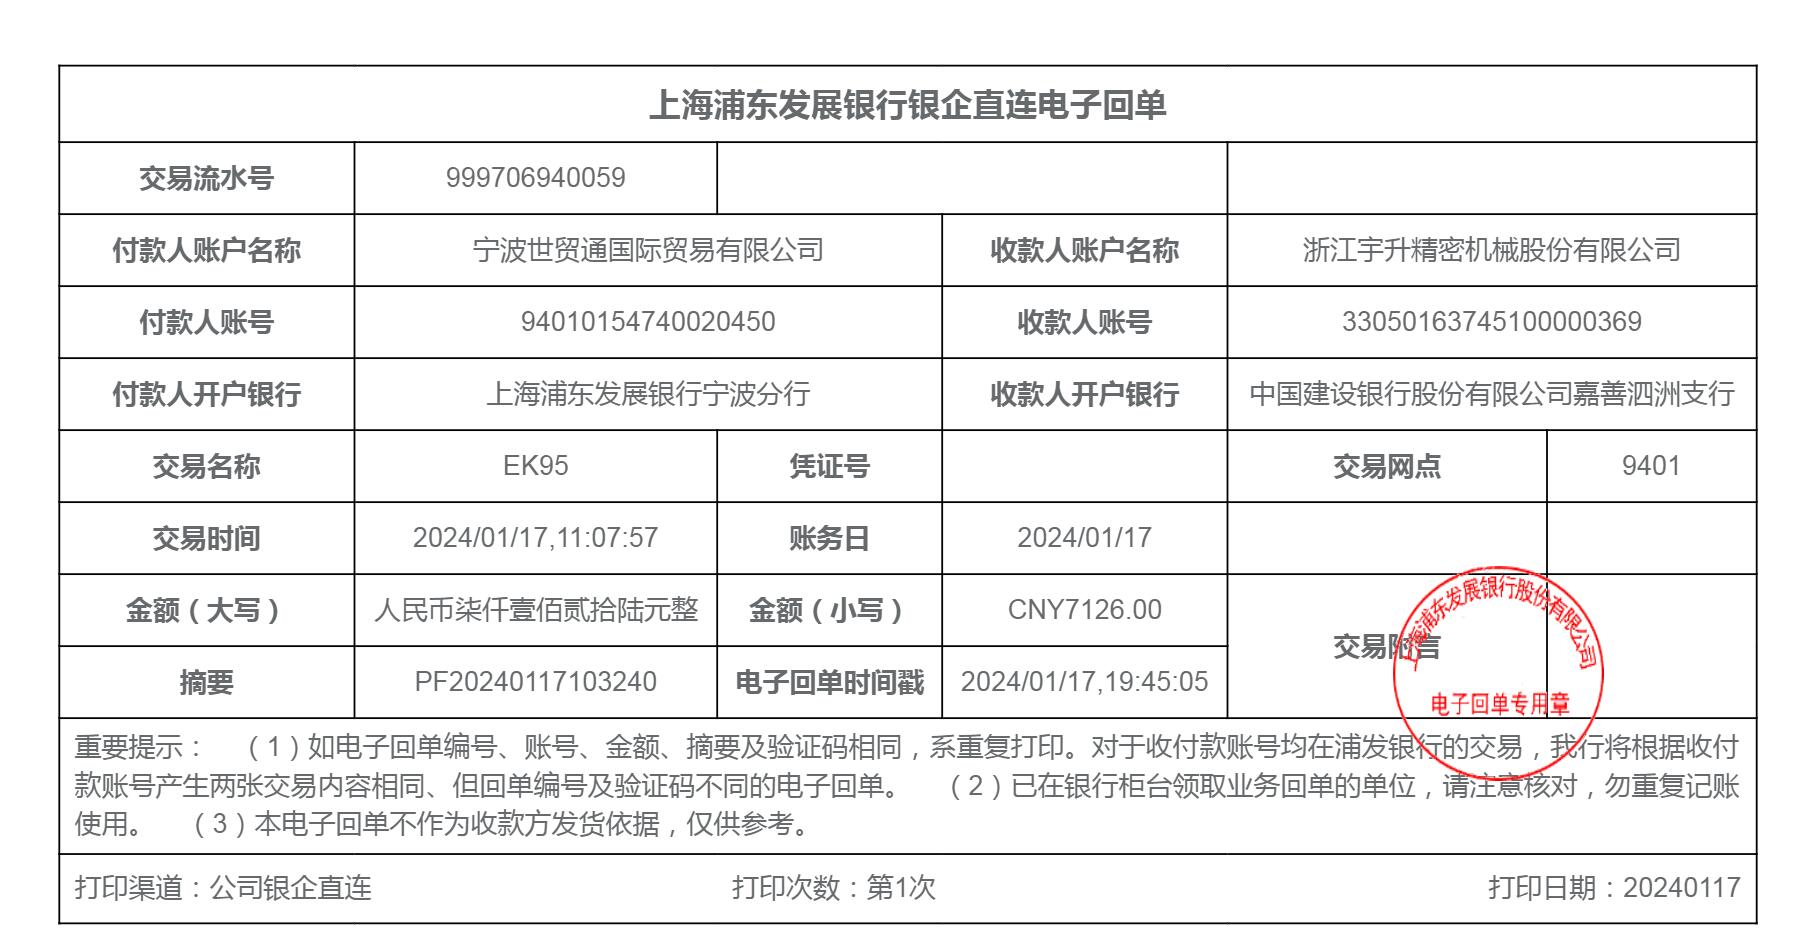 上海浦东发展银行银企直连电子回单
交易流水号 999706940059
付款人账户名称 宁波世贸通国际贸易有限公司 收款人账户名称 浙江宇升精密机械股份有限公司
付款人账号 94010154740020450 收款人账号 33050163745100000369
付款人开户银行 上海浦东发展银行宁波分行 收款人开户银行 中国建设银行股份有限公司嘉善泗洲支行
交易名称 EK95 凭证号 交易网点 9401
交易时间 2024/01/17,11:07:57 账务日 2024/01/17
金额（大写） 人民币柒仟壹佰贰拾陆元整 金额（小写） CNY7126.00
交易附言
摘要 PF20240117103240 电子回单时间戳 2024/01/17,19:45:05
上海浦东发展银行股份有限公司
电子回单专用章
重要提示： （1）如电子回单编号、账号、金额、摘要及验证码相同，系重复打印。对于收付款账号均在浦发银行的交易，我行将根据收付
款账号产生两张交易内容相同、但回单编号及验证码不同的电子回单。 （2）已在银行柜台领取业务回单的单位，请注意核对，勿重复记账
使用。 （3）本电子回单不作为收款方发货依据，仅供参考。
打印渠道：公司银企直连 打印次数：第1次 打印日期：20240117